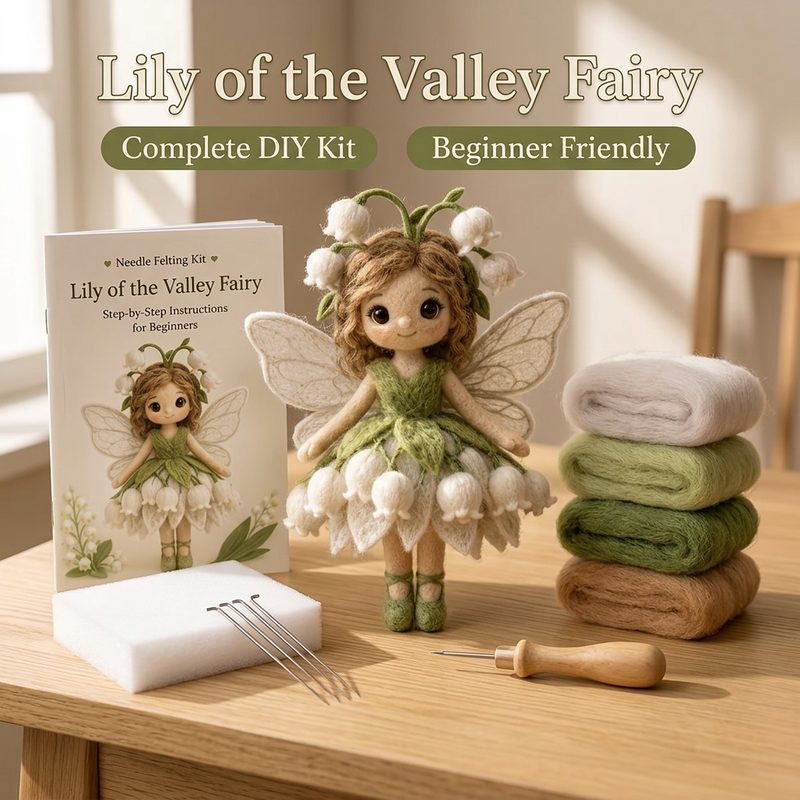 Lily of the Valley Fairy
Complete DIY Kit
Beginner Friendly
Needle Felting Kit
Lily of the Valley Fairy
Step-by-Step Instructions
for Beginners